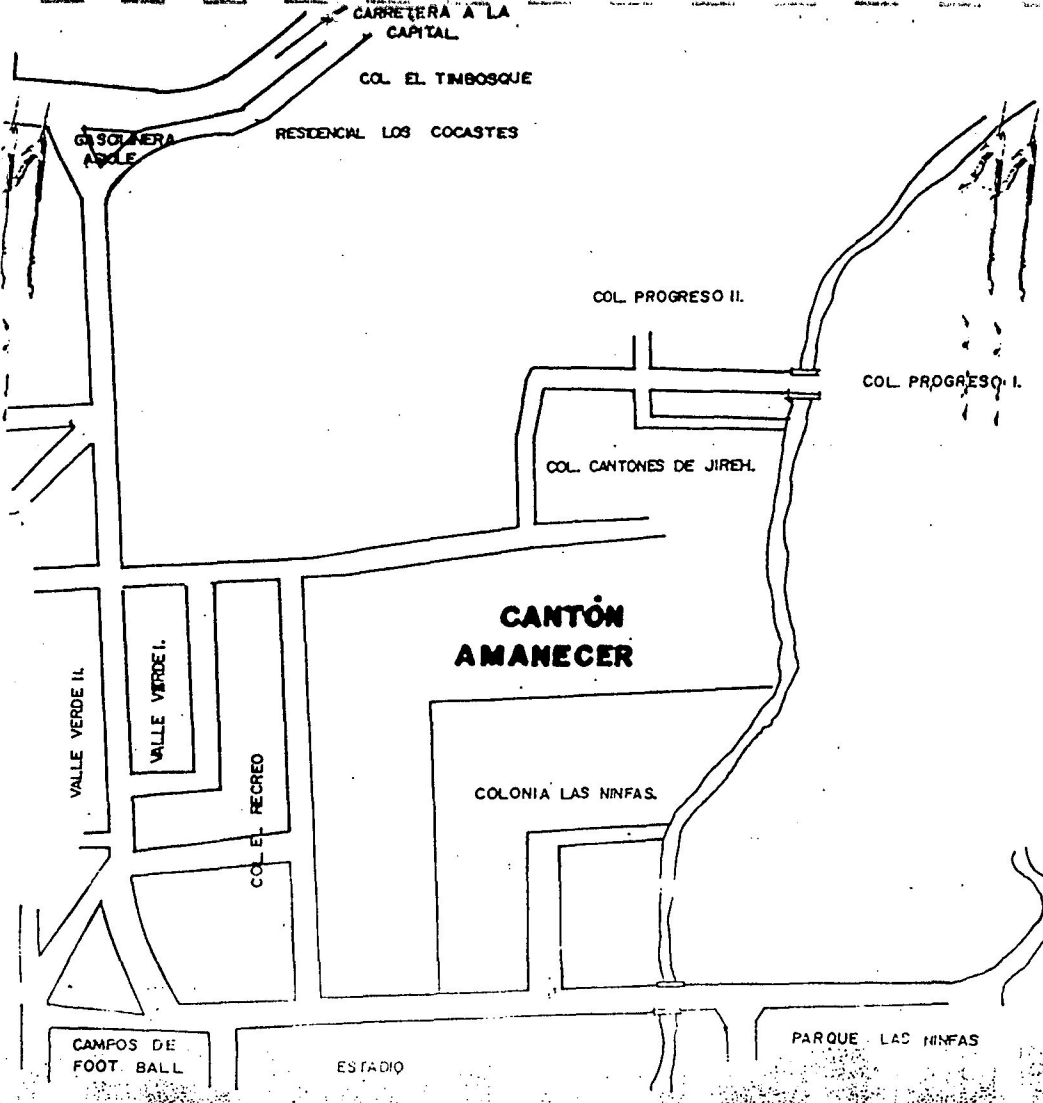 CARRETERA A LA
CAPITAL
COL. EL TIMBOSQUE
GASOLINERA
AGOLE
RESIDENCIAL LOS COCASTES
COL. PROGRESO II.
COL. PROGRESO I.
COL. CANTONES DE JIREH.
CANTÓN
AMANECER
VALLE VERDE II.
VALLE VERDE I.
COL. EL RECREO
COLONIA LAS NINFAS.
CAMPOS DE
FOOT BALL
ESTADIO
PARQUE LAS NINFAS